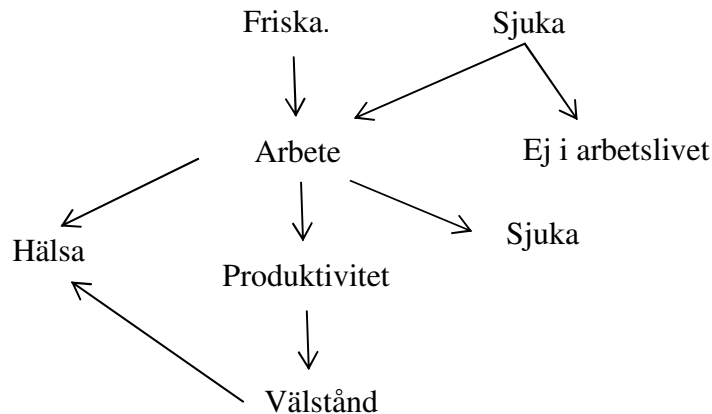 Friska. Sjuka
Arbete Ej i arbetslivet
Hälsa Sjuka
Produktivitet
Välstånd